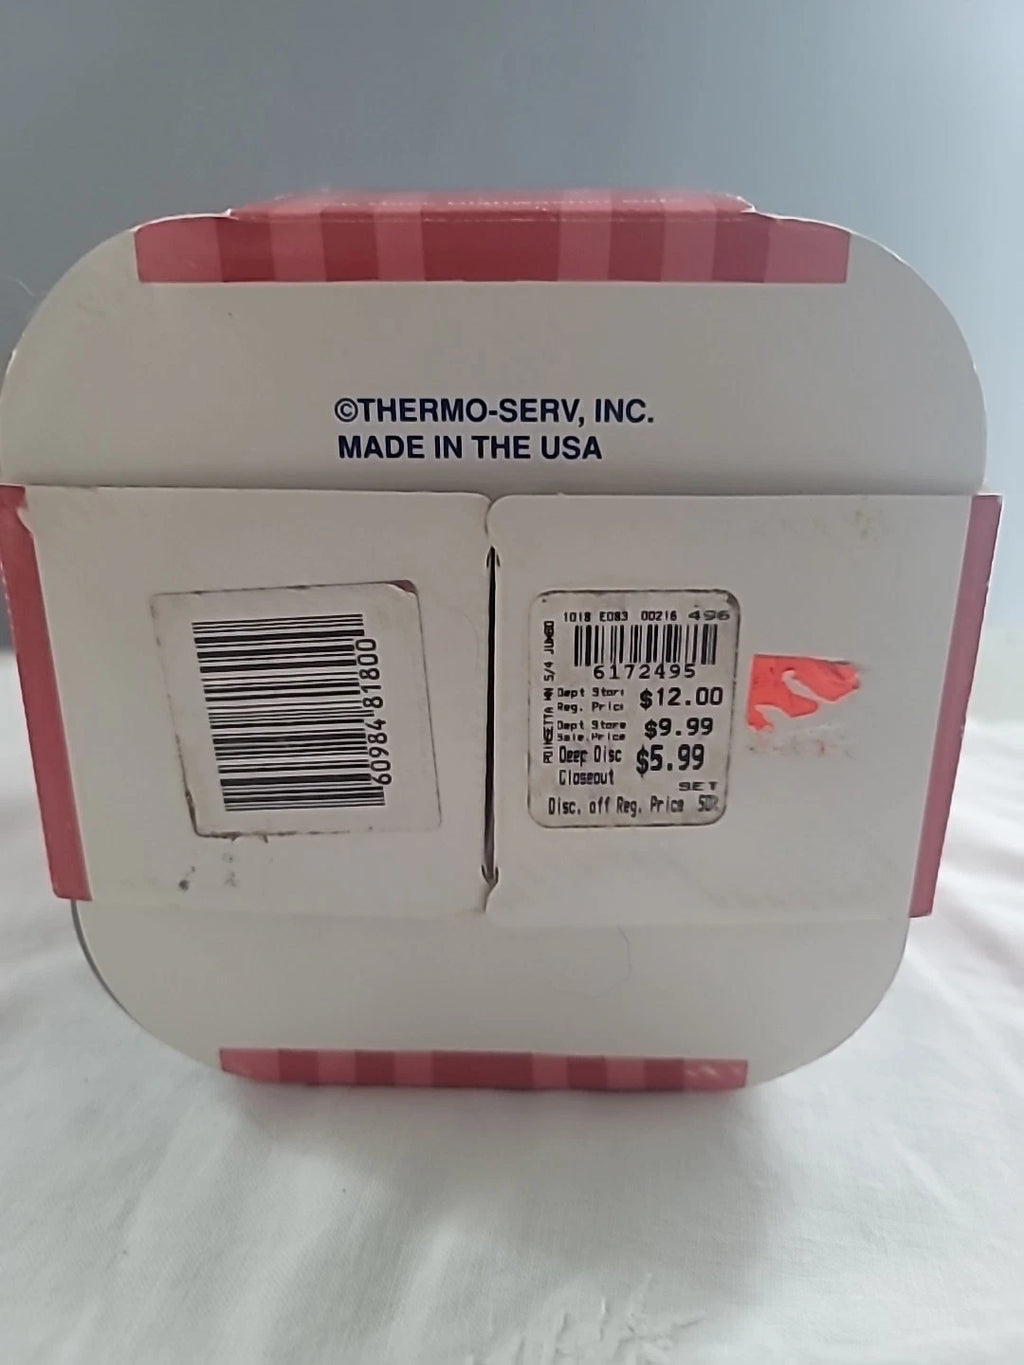 ©THERMO-SERV, INC.
MADE IN THE USA
60984 81800
1018 E083 00216 496
POINSETTA MM 5/4 JUMBO
6172495
Dept Store
Reg. Price $12.00
Dept Store
Sale.Price $9.99
Deep Disc $5.99
Closeout
SET
Disc. off Reg. Price 50%